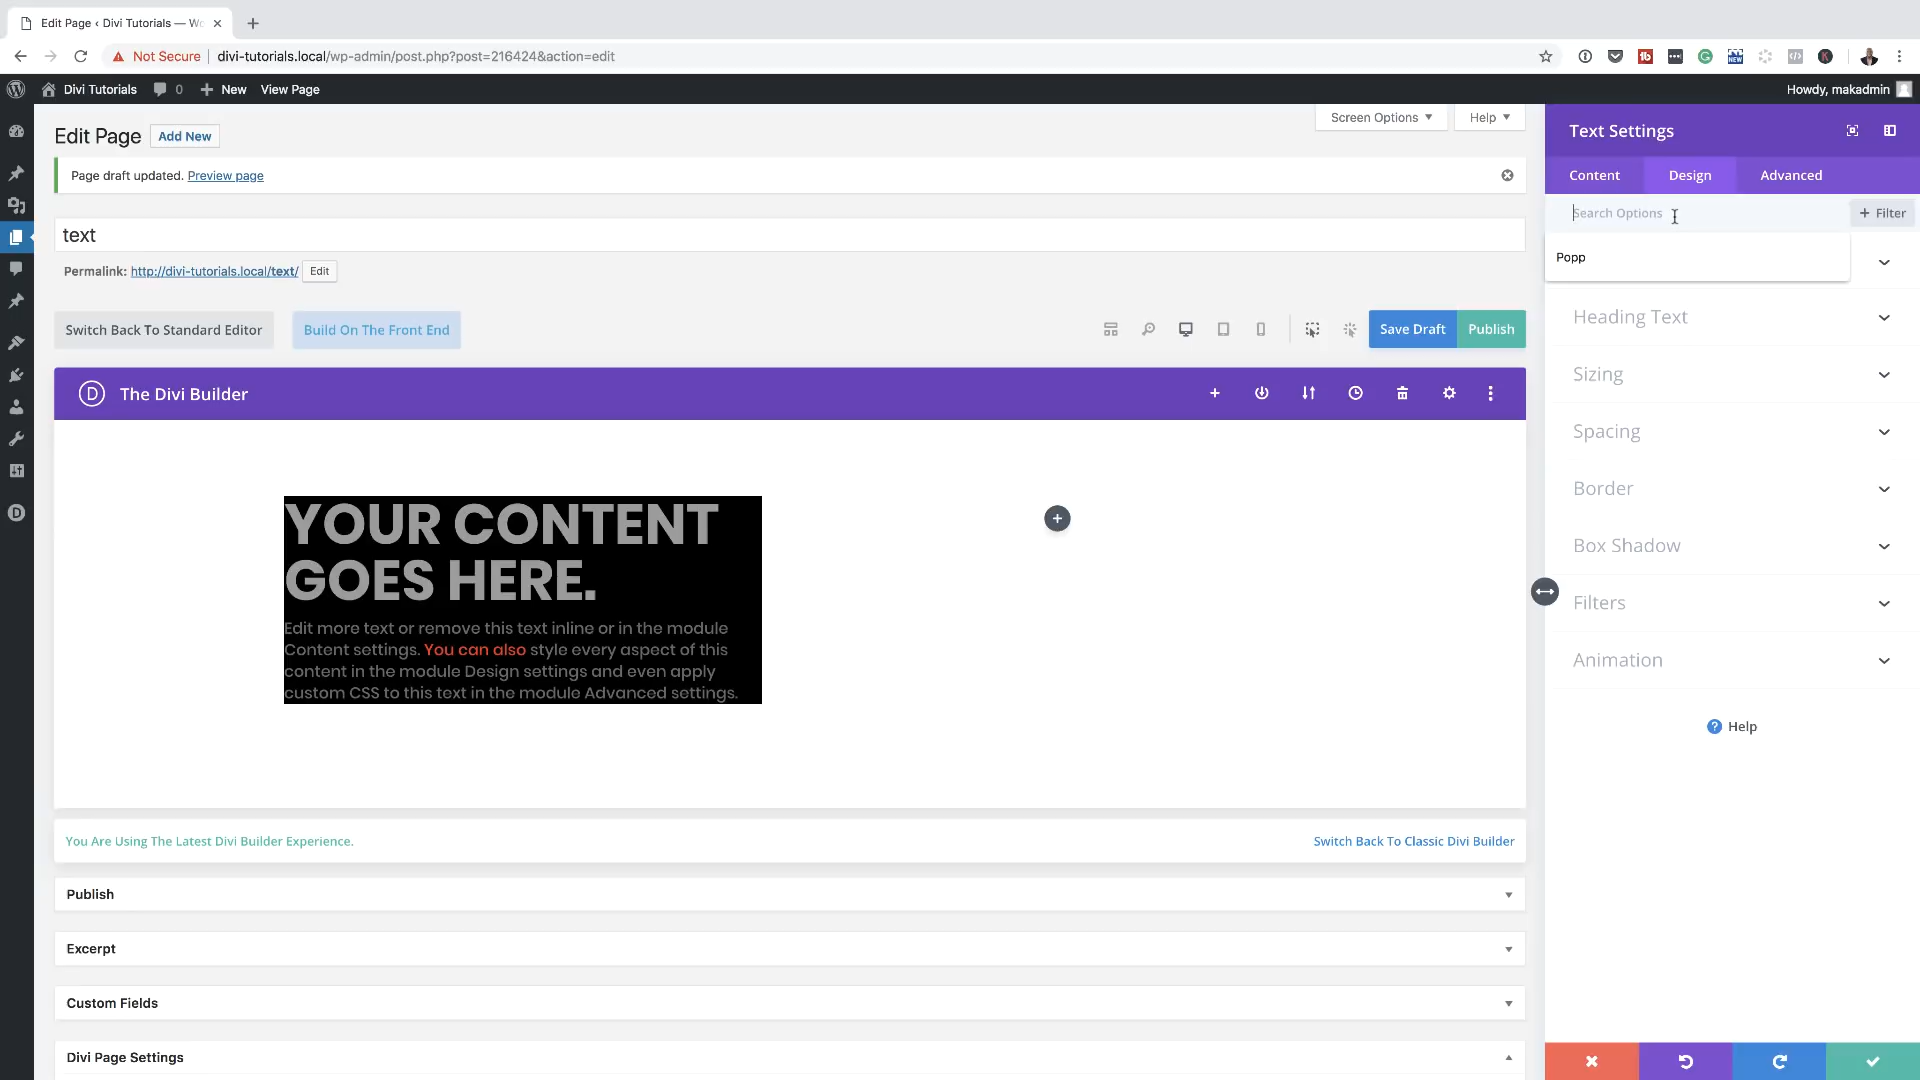 Edit Page ‹ Divi Tutorials — Wo
Not Secure
divi-tutorials.local/wp-admin/post.php?post=216424&action=edit
Divi Tutorials
0
New
View Page
Howdy, makadmin
Edit Page
Add New
Screen Options
Help
Page draft updated. Preview page
text
Permalink: http://divi-tutorials.local/text/
Edit
Switch Back To Standard Editor
Build On The Front End
Save Draft
Publish
D
The Divi Builder
YOUR CONTENT
GOES HERE.
Edit more text or remove this text inline or in the module
Content settings. You can also style every aspect of this
content in the module Design settings and even apply
custom CSS to this text in the module Advanced settings.
You Are Using The Latest Divi Builder Experience.
Switch Back To Classic Divi Builder
Publish
Excerpt
Custom Fields
Divi Page Settings
Text Settings
Content
Design
Advanced
Search Options
Filter
Popp
Heading Text
Sizing
Spacing
Border
Box Shadow
Filters
Animation
Help